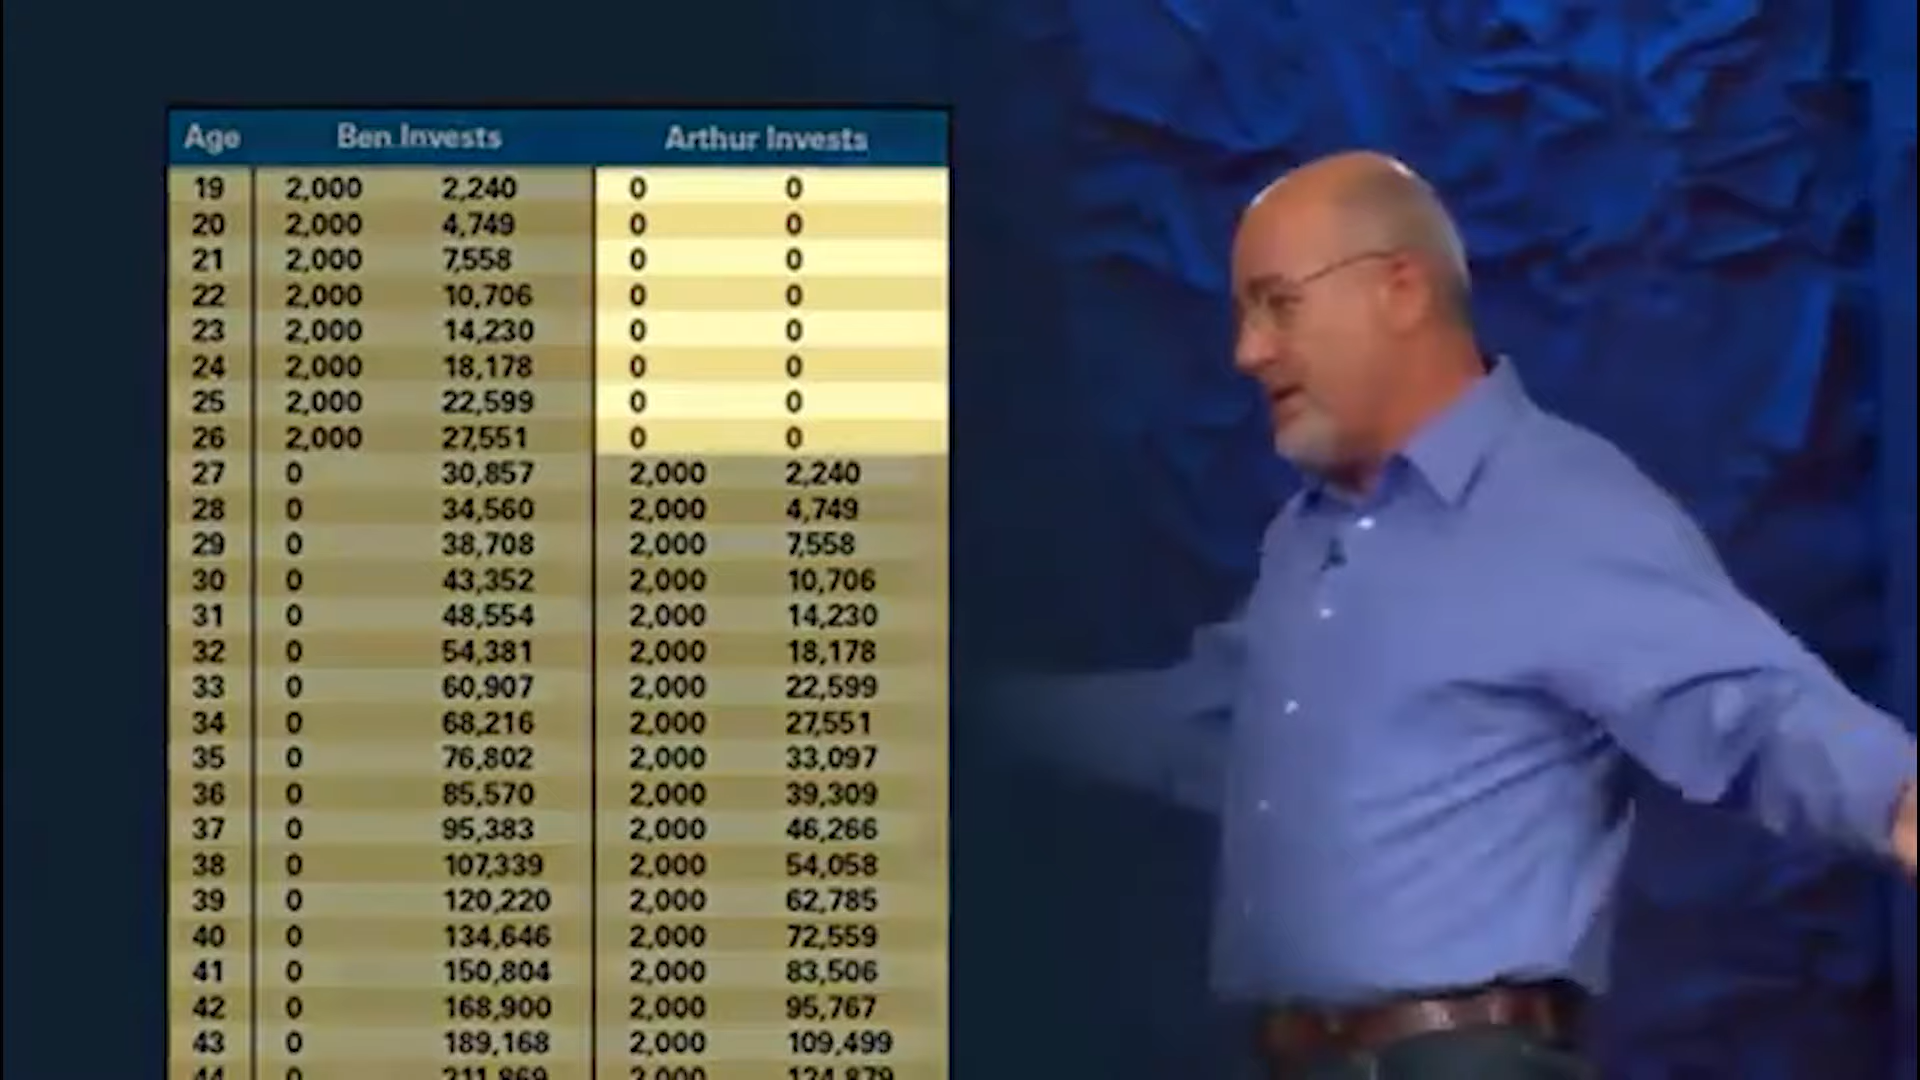 Age Ben Invests Arthur Invests
19 2,000 2,240 0 0
20 2,000 4,749 0 0
21 2,000 7,558 0 0
22 2,000 10,706 0 0
23 2,000 14,230 0 0
24 2,000 18,178 0 0
25 2,000 22,599 0 0
26 2,000 27,551 0 0
27 0 30,857 2,000 2,240
28 0 34,560 2,000 4,749
29 0 38,708 2,000 7,558
30 0 43,352 2,000 10,706
31 0 48,554 2,000 14,230
32 0 54,381 2,000 18,178
33 0 60,907 2,000 22,599
34 0 68,216 2,000 27,551
35 0 76,802 2,000 33,097
36 0 85,570 2,000 39,309
37 0 95,383 2,000 46,266
38 0 107,339 2,000 54,058
39 0 120,220 2,000 62,785
40 0 134,646 2,000 72,559
41 0 150,804 2,000 83,506
42 0 168,900 2,000 95,767
43 0 189,168 2,000 109,499
44 0 211,869 2,000 124,879